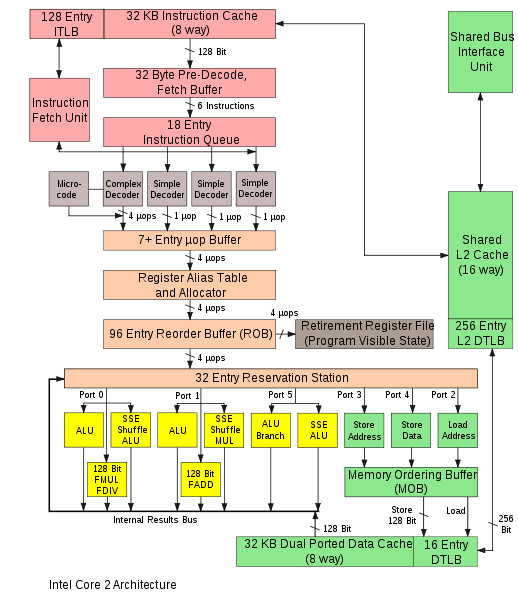 128 Entry
ITLB
32 KB Instruction Cache
(8 way)
128 Bit
32 Byte Pre-Decode,
Fetch Buffer
Instruction
Fetch Unit
6 Instructions
18 Entry
Instruction Queue
Micro-
code
Complex
Decoder
Simple
Decoder
Simple
Decoder
Simple
Decoder
4 µops
1 µop
1 µop
1 µop
7+ Entry µop Buffer
4 µops
Register Alias Table
and Allocator
4 µops
4 µops
96 Entry Reorder Buffer (ROB)
Retirement Register File
(Program Visible State)
4 µops
Shared Bus
Interface
Unit
Shared
L2 Cache
(16 way)
256 Entry
L2 DTLB
32 Entry Reservation Station
Port 0
Port 1
Port 5
Port 3
Port 4
Port 2
ALU
SSE
Shuffle
ALU
ALU
SSE
Shuffle
MUL
ALU
Branch
SSE
ALU
Store
Address
Store
Data
Load
Address
128 Bit
FMUL
FDIV
128 Bit
FADD
Memory Ordering Buffer
(MOB)
Internal Results Bus
Store
128 Bit
Load
128 Bit
256
Bit
32 KB Dual Ported Data Cache
(8 way)
16 Entry
DTLB
Intel Core 2 Architecture